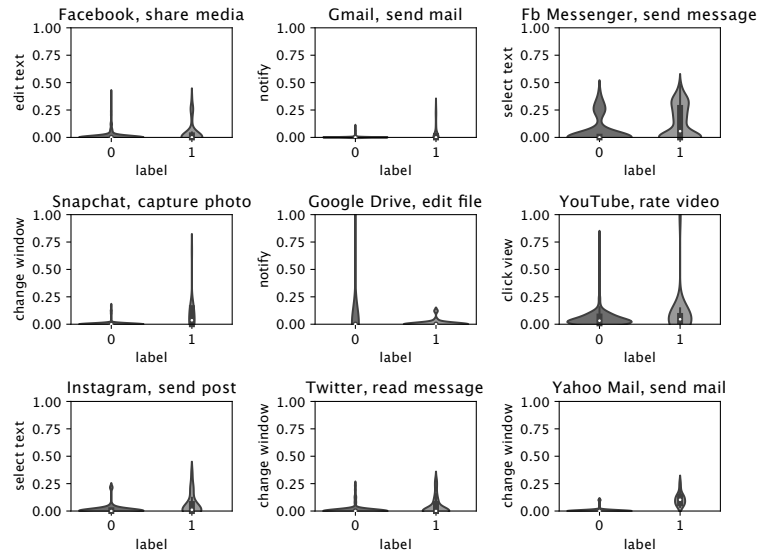 Facebook, share media
1.00
0.75
0.50
0.25
0.00
edit text
0
1
label
Gmail, send mail
1.00
0.75
0.50
0.25
0.00
notify
0
1
label
Fb Messenger, send message
1.00
0.75
0.50
0.25
0.00
select text
0
1
label
Snapchat, capture photo
1.00
0.75
0.50
0.25
0.00
change window
0
1
label
Google Drive, edit file
1.00
0.75
0.50
0.25
0.00
notify
0
1
label
YouTube, rate video
1.00
0.75
0.50
0.25
0.00
click view
0
1
label
Instagram, send post
1.00
0.75
0.50
0.25
0.00
select text
0
1
label
Twitter, read message
1.00
0.75
0.50
0.25
0.00
change window
0
1
label
Yahoo Mail, send mail
1.00
0.75
0.50
0.25
0.00
change window
0
1
label